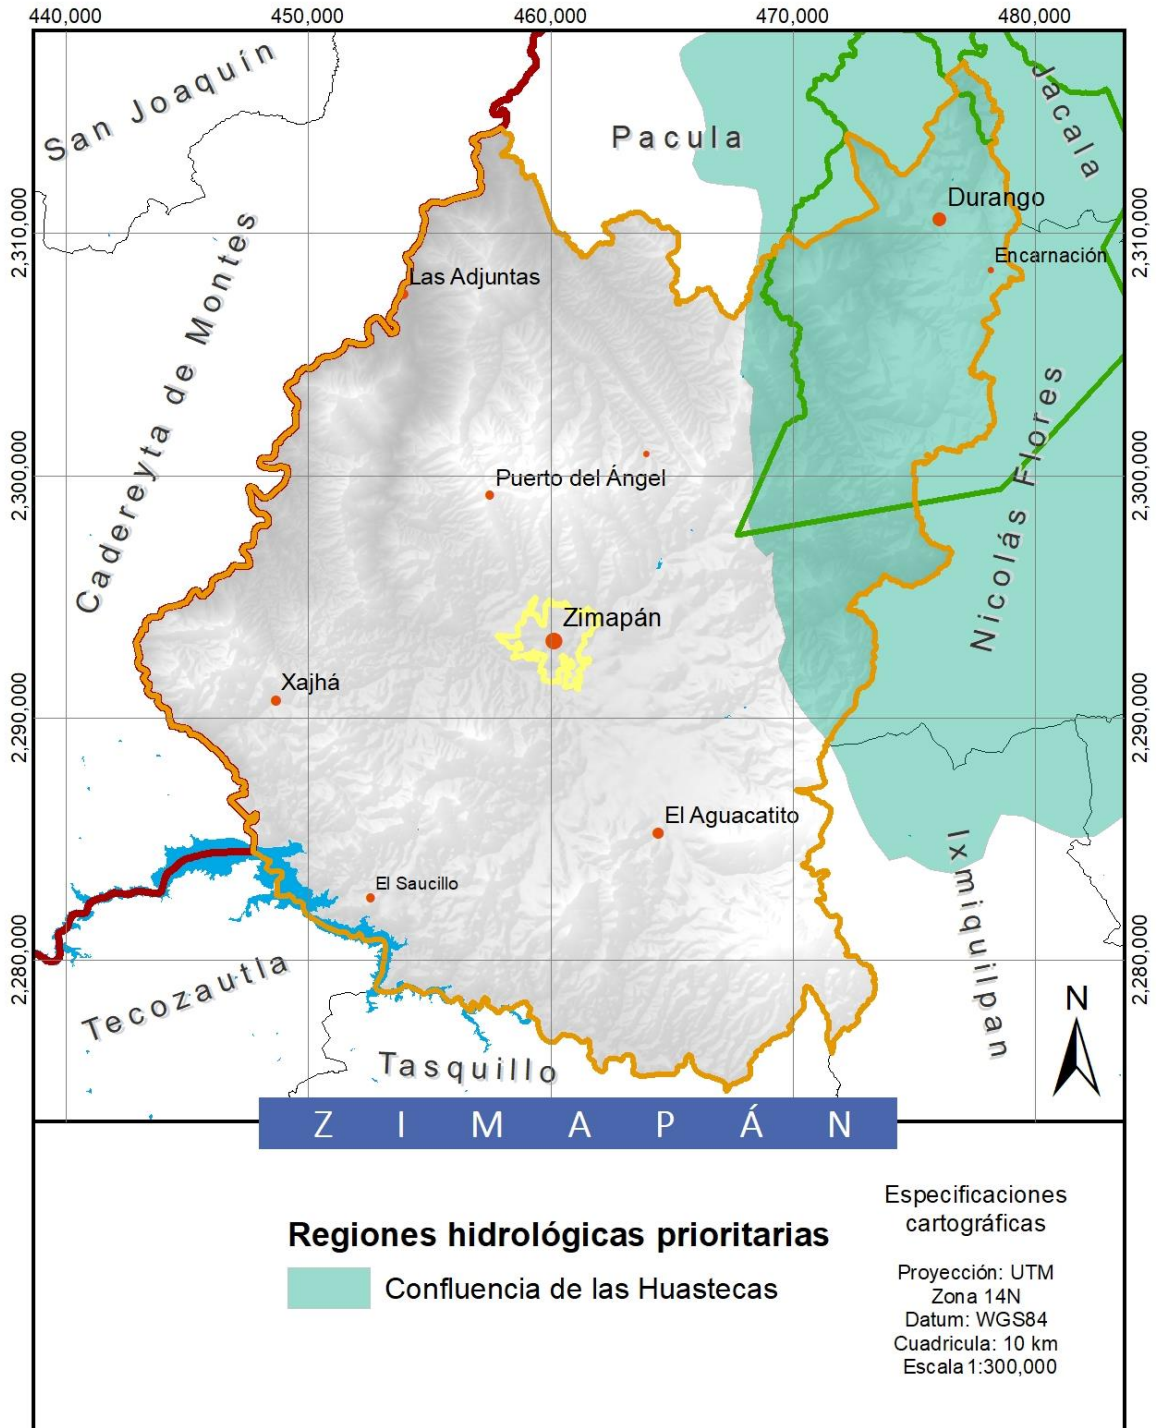 440,000
450,000
460,000
470,000
480,000
San Joaquín
Pacula
Jacala
2,310,000
2,310,000
Durango
Encarnación
Las Adjuntas
Cadereyta de Montes
Nicolás Flores
2,300,000
2,300,000
Puerto del Ángel
Zimapán
Xajhá
2,290,000
2,290,000
El Aguacatito
El Saucillo
Ixmiquilpan
2,280,000
2,280,000
Tecozautla
Tasquillo
N
ZIMAPÁN
Regiones hidrológicas prioritarias
Confluencia de las Huastecas
Especificaciones
cartográficas
Proyección: UTM
Zona 14N
Datum: WGS84
Cuadricula: 10 km
Escala 1:300,000